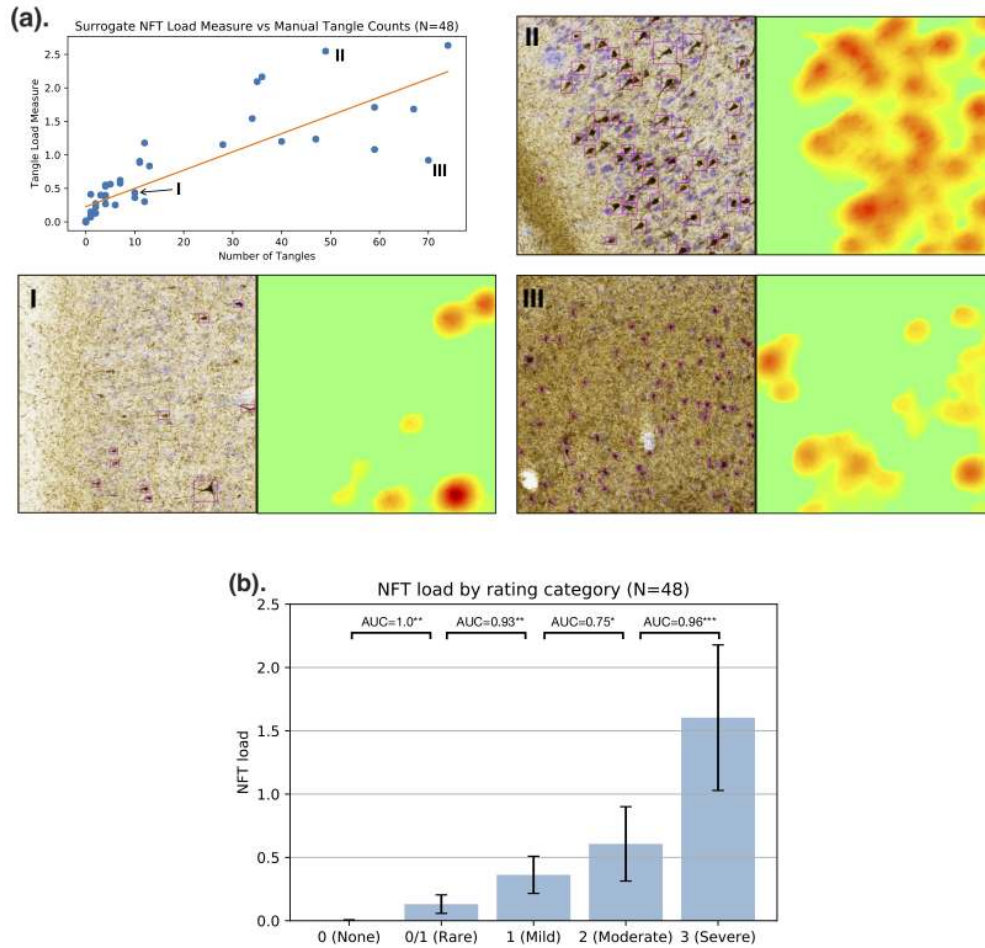 (a).
Surrogate NFT Load Measure vs Manual Tangle Counts (N=48)
Tangle Load Measure
2.5
2.0
1.5
1.0
0.5
0.0
II
III
I
0 10 20 30 40 50 60 70
Number of Tangles
II
I
III
(b).
NFT load by rating category (N=48)
NFT load
2.5
2.0
1.5
1.0
0.5
0.0
AUC=1.0** AUC=0.93** AUC=0.75* AUC=0.96***
0 (None) 0/1 (Rare) 1 (Mild) 2 (Moderate) 3 (Severe)